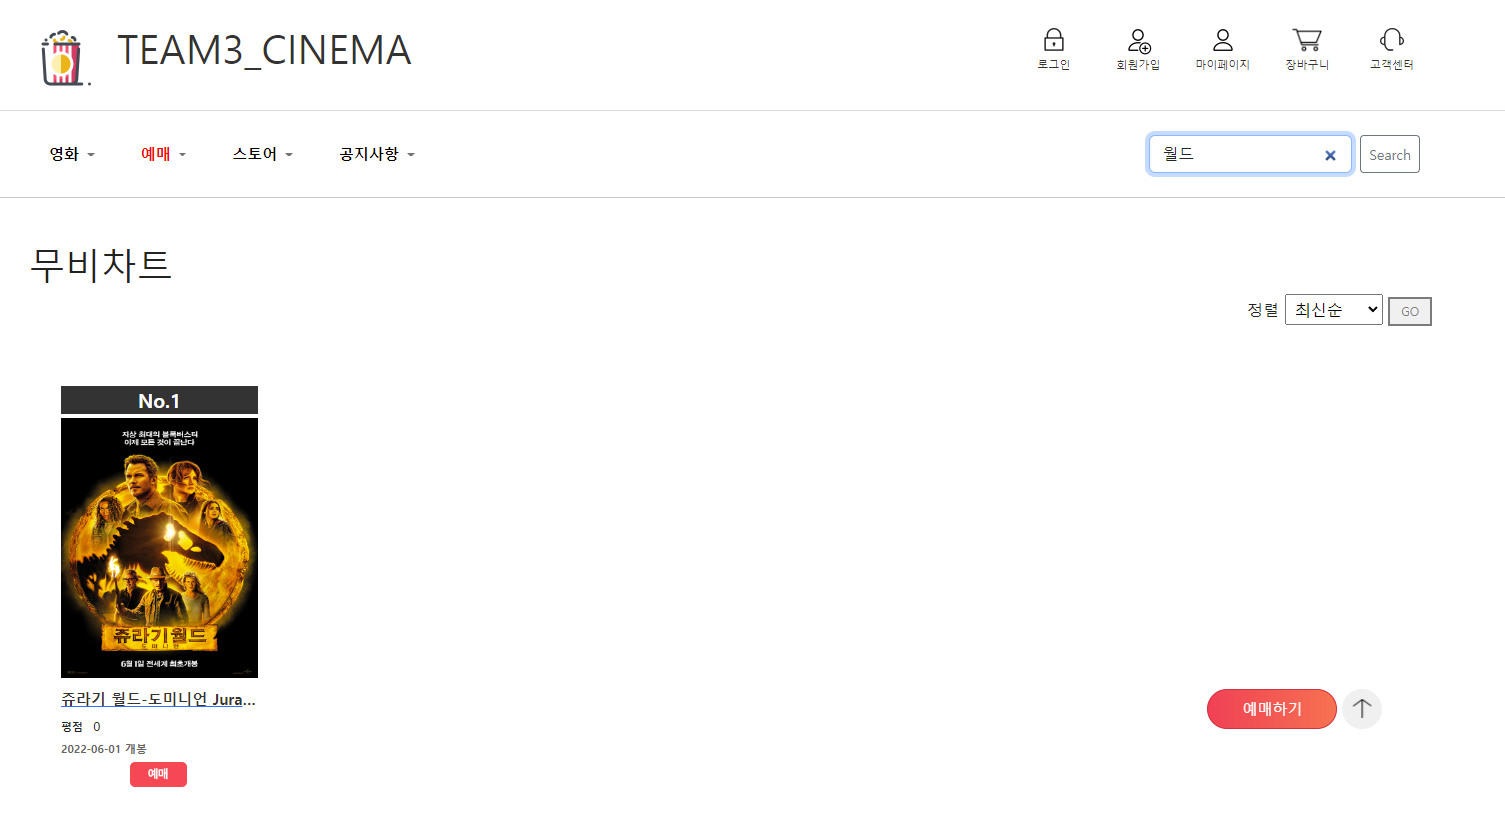 TEAM3_CINEMA
로그인
회원가입
마이페이지
장바구니
고객센터
영화
예매
스토어
공지사항
월드
Search
무비차트
정렬 최신순 GO
No.1
지상 최대의 블록버스터
이제 모든 것이 끝난다
쥬라기월드
도미니언
6월 1일 전세계 최초개봉
쥬라기 월드-도미니언 Jura...
평점 0
2022-06-01 개봉
예매
예매하기